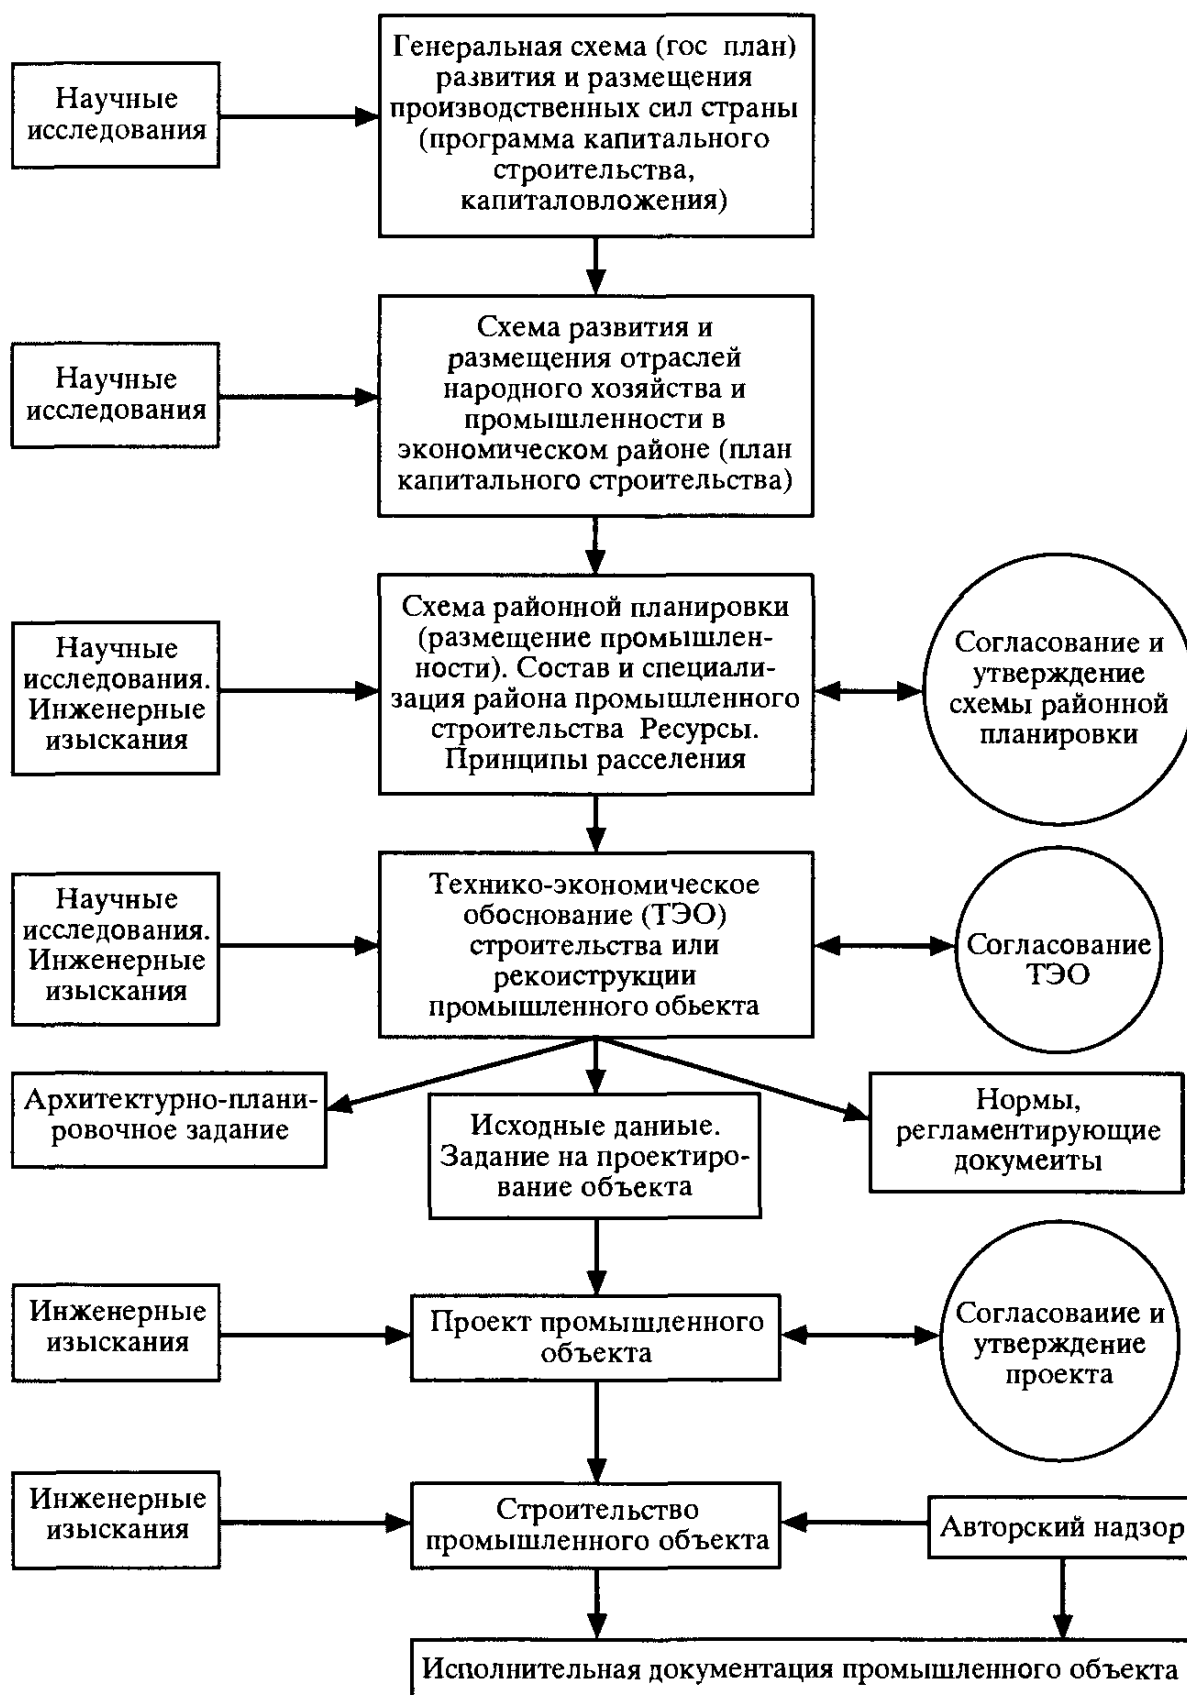 Научные
исследования
Генеральная схема (гос план)
развития и размещения
производственных сил страны
(программа капитального
строительства,
капиталовложения)
Научные
исследования
Схема развития и
размещения отраслей
народного хозяйства и
промышленности в
экономическом районе (план
капитального строительства)
Научные
исследования.
Инженерные
изыскания
Схема районной планировки
(размещение промышлен-
ности). Состав и специали-
зация района промышленного
строительства Ресурсы.
Принципы расселения
Согласование и
утверждение
схемы районной
планировки
Научные
исследования.
Инженерные
изыскания
Технико-экономическое
обоснование (ТЭО)
строительства или
рекоиструкции
промышленного обьекта
Согласование
ТЭО
Архитектурно-плани-
ровочное задание
Исходные даниые.
Задание на проектиро-
вание объекта
Нормы,
регламентирующие
докумеиты
Инженерные
изыскания
Проект промышленного
объекта
Согласоваиие и
утверждение
проекта
Инженерные
изыскания
Строительство
промышленного объекта
Авторский надзор
Исполнительная документация промышленного объекта